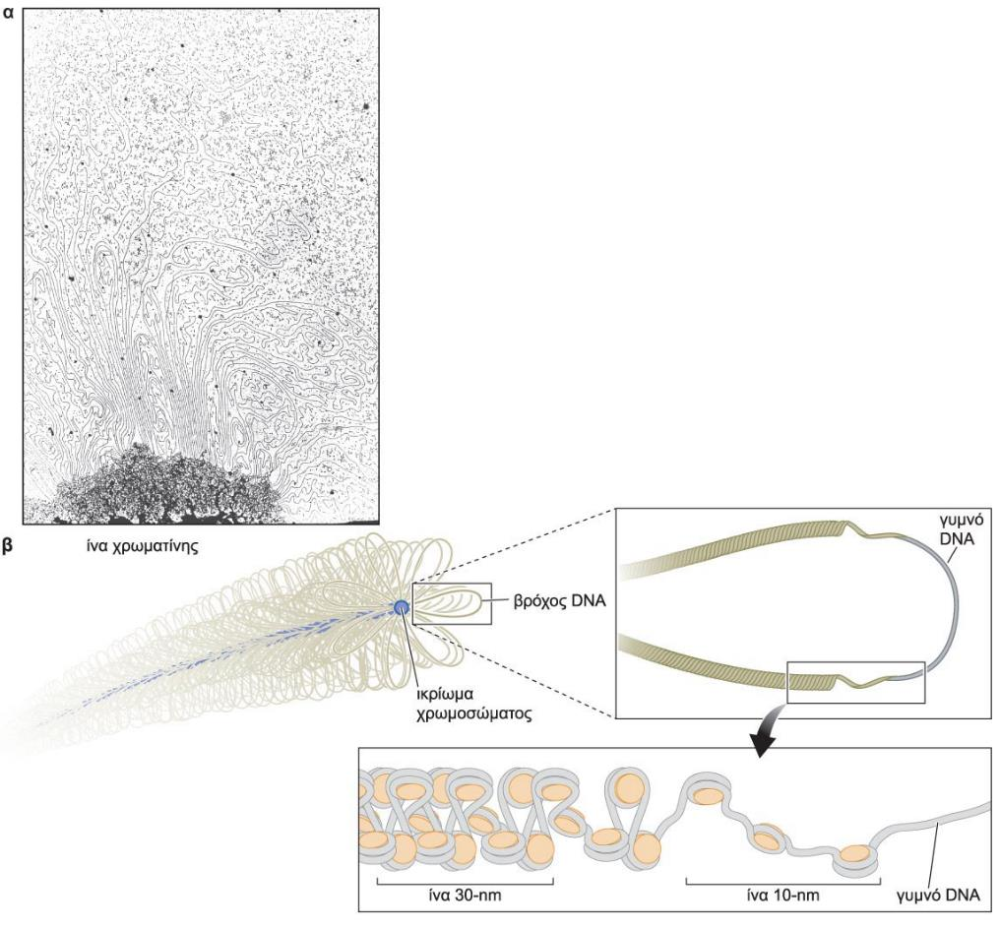 α
β
ίνα χρωματίνης
βρόχος DNA
ικρίωμα
χρωμοσώματος
γυμνό
DNA
ίνα 30-nm
ίνα 10-nm
γυμνό DNA